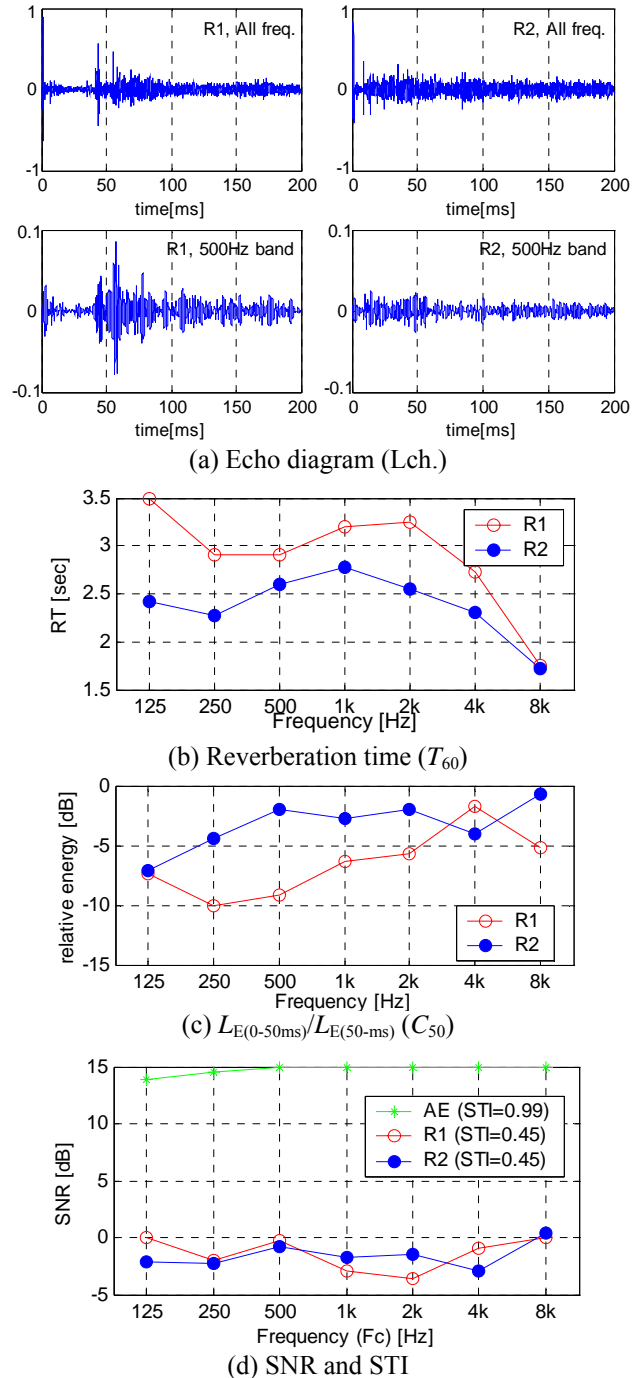 R1, All freq.
1
0
-1
0 50 100 150 200
time[ms]
R2, All freq.
1
0
-1
0 50 100 150 200
time[ms]
R1, 500Hz band
0.1
0
-0.1
0 50 100 150 200
time[ms]
R2, 500Hz band
0.1
0
-0.1
0 50 100 150 200
time[ms]
(a) Echo diagram (Lch.)
RT [sec]
3.5
3
2.5
2
1.5
R1
R2
125 250 500 1k 2k 4k 8k
Frequency [Hz]
(b) Reverberation time (T60)
relative energy [dB]
0
-5
-10
-15
R1
R2
125 250 500 1k 2k 4k 8k
Frequency [Hz]
(c) LE(0-50ms)/LE(50-ms) (C50)
SNR [dB]
15
10
5
0
-5
AE (STI=0.99)
R1 (STI=0.45)
R2 (STI=0.45)
125 250 500 1k 2k 4k 8k
Frequency (Fc) [Hz]
(d) SNR and STI